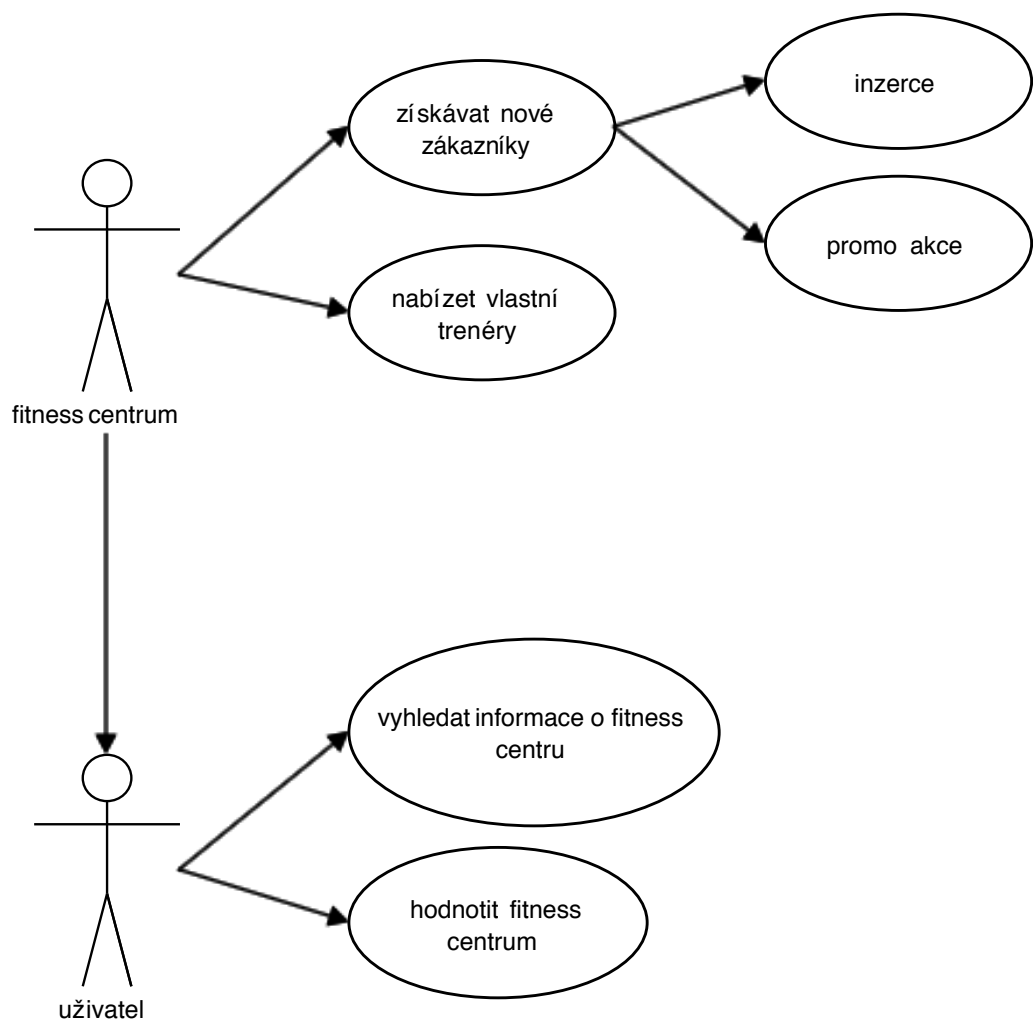 získávat nové
zákazníky
inzerce
promo akce
nabízet vlastní
trenéry
fitness centrum
vyhledat informace o fitness
centru
hodnotit fitness
centrum
uživatel